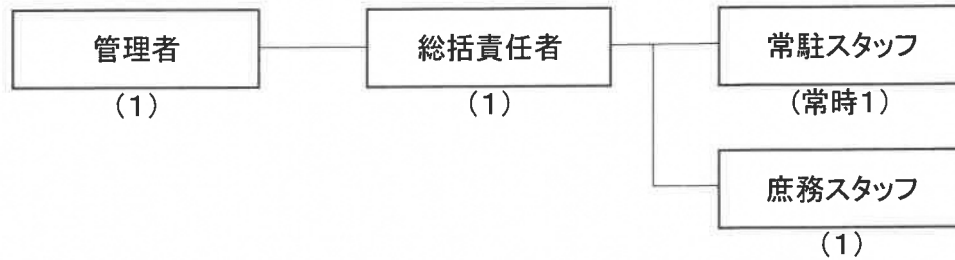 管理者
(1)
総括責任者
(1)
常駐スタッフ
(常時1)
庶務スタッフ
(1)